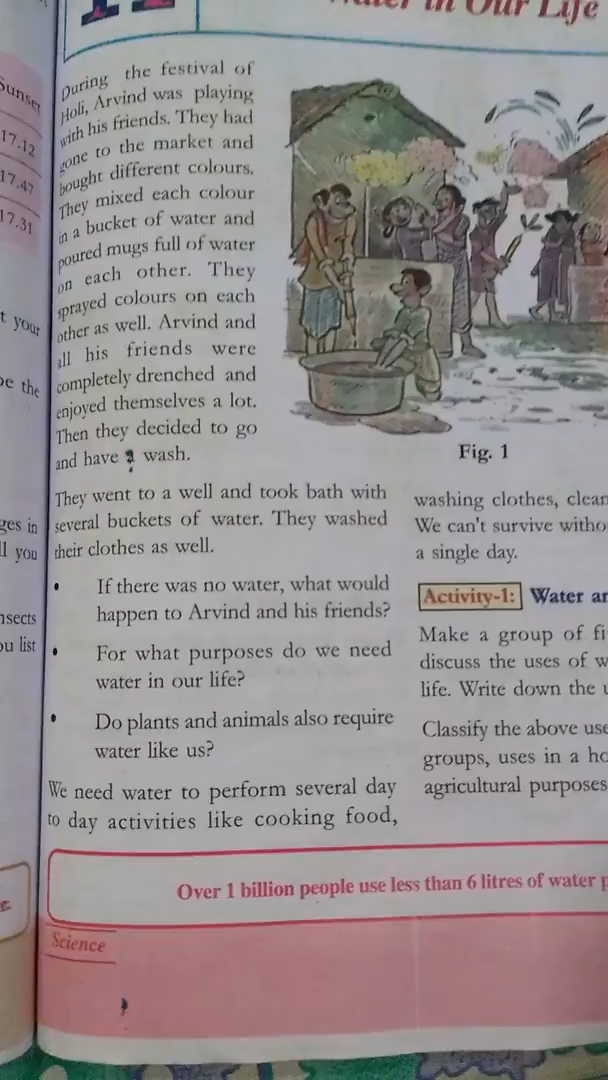 Water in Our Life
During the festival of
Holi, Arvind was playing
with his friends. They had
gone to the market and
bought different colours.
They mixed each colour
in a bucket of water and
poured mugs full of water
on each other. They
sprayed colours on each
other as well. Arvind and
all his friends were
completely drenched and
enjoyed themselves a lot.
Then they decided to go
and have a wash.
Fig. 1
They went to a well and took bath with
several buckets of water. They washed
their clothes as well.
• If there was no water, what would
happen to Arvind and his friends?
• For what purposes do we need
water in our life?
• Do plants and animals also require
water like us?
We need water to perform several day
to day activities like cooking food,
washing clothes, clean
We can't survive witho
a single day.
Activity-1: Water an
Make a group of fi
discuss the uses of w
life. Write down the u
Classify the above use
groups, uses in a ho
agricultural purposes
Over 1 billion people use less than 6 litres of water p
Science
Sunset
17.12
17.47
17.31
t your
be the
ges in
ll you
nsects
ou list